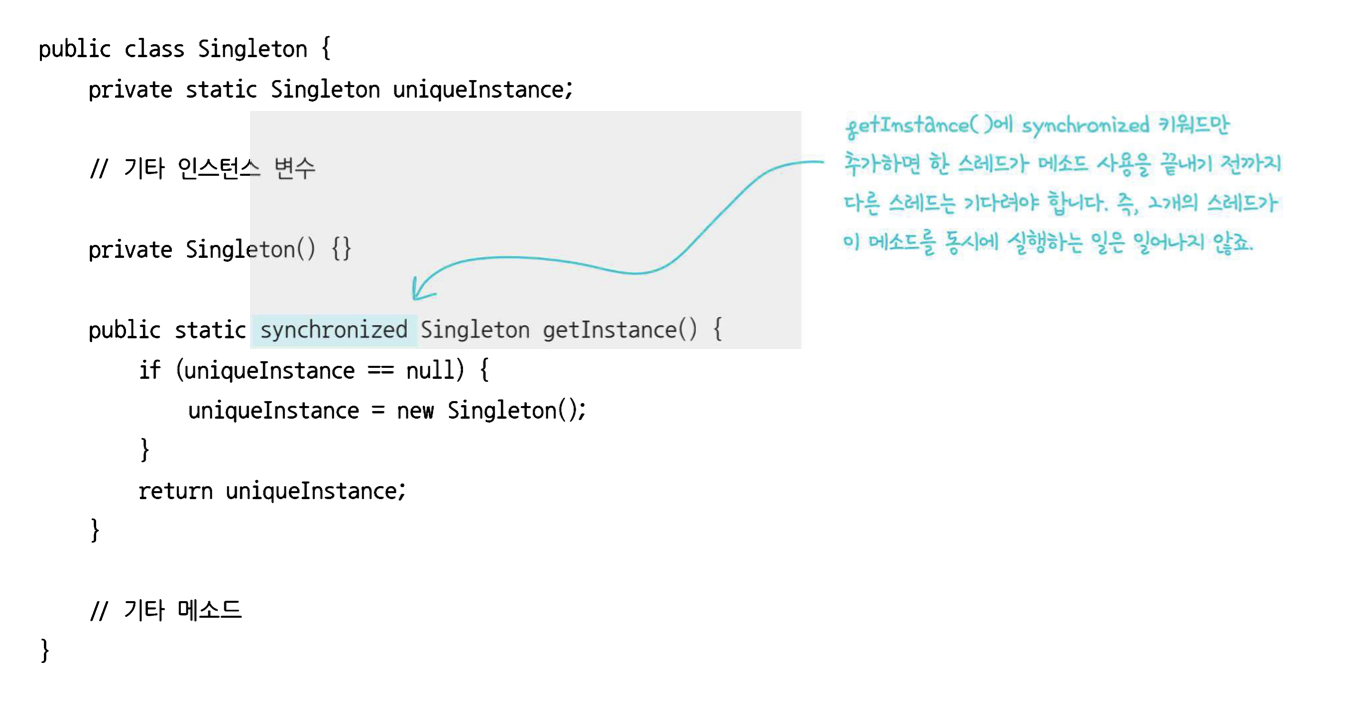 public class Singleton {
private static Singleton uniqueInstance;
// 기타 인스턴스 변수
private Singleton() {}
public static synchronized Singleton getInstance() {
if (uniqueInstance == null) {
uniqueInstance = new Singleton();
}
return uniqueInstance;
}
// 기타 메소드
}
getInstance()에 synchronized 키워드만
추가하면 한 스레드가 메소드 사용을 끝내기 전까지
다른 스레드는 기다려야 합니다. 즉, 2개의 스레드가
이 메소드를 동시에 실행하는 일은 일어나지 않죠.